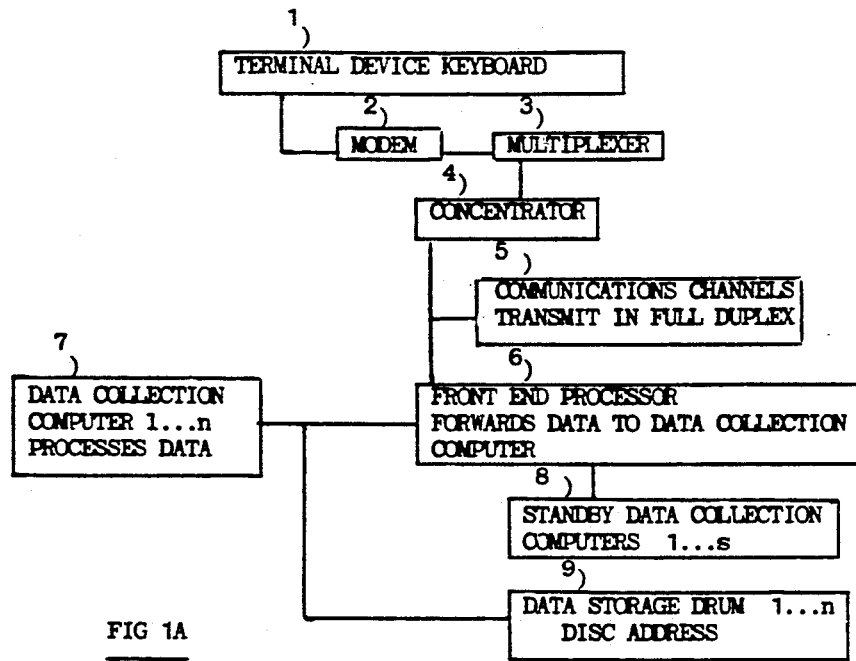 1)
TERMINAL DEVICE KEYBOARD
2)
3)
MODEM
MULTIPLEXER
4)
CONCENTRATOR
5)
COMMUNICATIONS CHANNELS
TRANSMIT IN FULL DUPLEX
6)
7)
DATA COLLECTION
COMPUTER 1...n
PROCESSES DATA
FRONT END PROCESSOR
FORWARDS DATA TO DATA COLLECTION
COMPUTER
8)
STANDBY DATA COLLECTION
COMPUTERS 1...s
9)
DATA STORAGE DRUM 1...n
DISC ADDRESS
FIG 1A